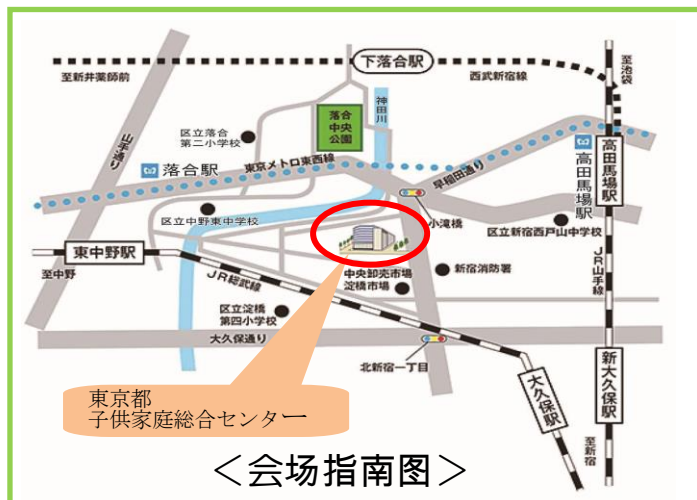 下落合駅
至新井薬師前
西武新宿線
至池袋
神田川
落合
中央
公園
山手通り
区立落合
第二小学校
高田馬場駅
高田馬場駅
落合駅
東京メトロ東西線
早稲田通り
小滝橋
区立中野東中学校
区立新宿西戸山中学校
東中野駅
至中野
JR総武線
中央卸売市場
淀橋市場
新宿消防署
JR山手線
区立淀橋
第四小学校
大久保通り
北新宿一丁目
大久保駅
新大久保駅
至新宿
東京都
子供家庭総合センター
＜会场指南图＞